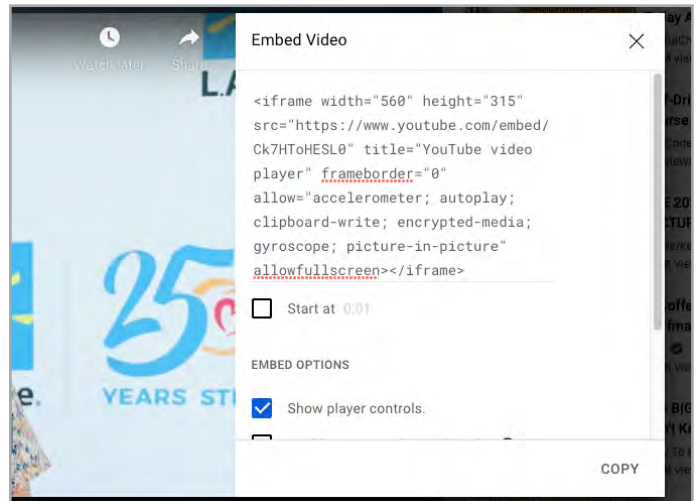 Watch later
Share
L.A
Embed Video
<iframe width="560" height="315"
src="https://www.youtube.com/embed/
Ck7HToHESL0" title="YouTube video
player" frameborder="0"
allow="accelerometer; autoplay;
clipboard-write; encrypted-media;
gyroscope; picture-in-picture"
allowfullscreen></iframe>
Start at 0:01
EMBED OPTIONS
Show player controls.
COPY
25
YEARS ST
e.